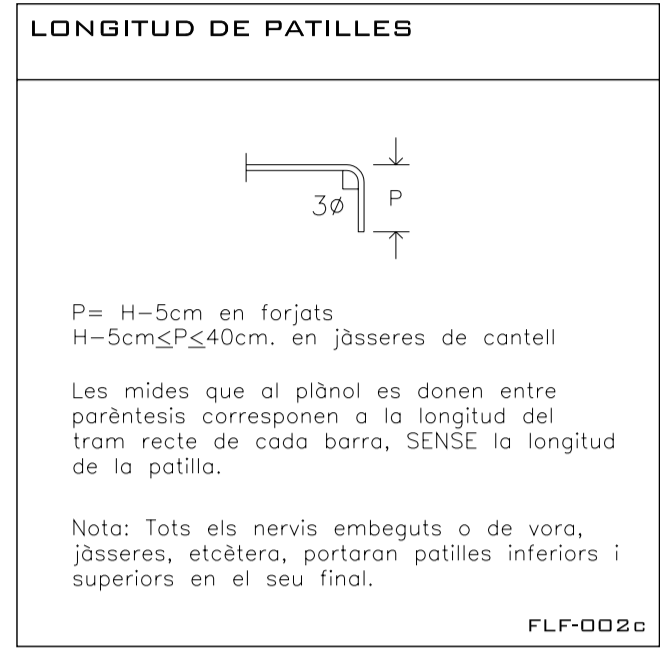 LONGITUD DE PATILLES
3ø
P
P= H-5cm en forjats
H-5cm≤P≤40cm. en jàsseres de cantell
Les mides que al plànol es donen entre
parèntesis corresponen a la longitud del
tram recte de cada barra, SENSE la longitud
de la patilla.
Nota: Tots els nervis embeguts o de vora,
jàsseres, etcètera, portaran patilles inferiors i
superiors en el seu final.
FLF-002c